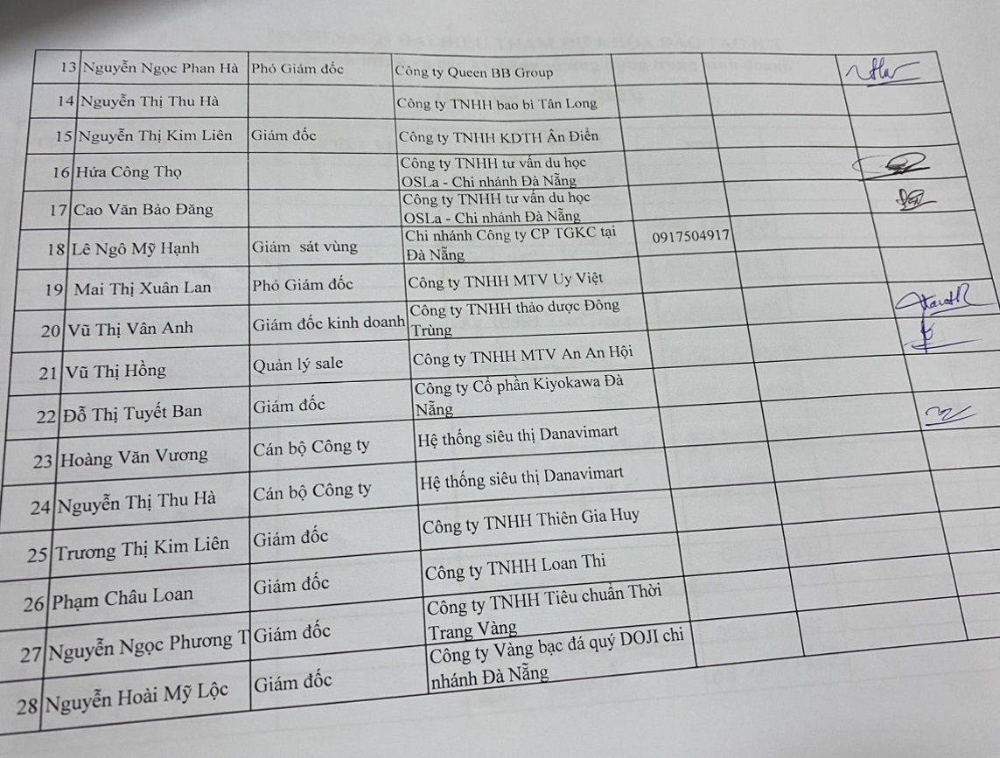 13 Nguyễn Ngọc Phan Hà Phó Giám đốc Công ty Queen BB Group
14 Nguyễn Thị Thu Hà Công ty TNHH bao bì Tân Long
15 Nguyễn Thị Kim Liên Giám đốc Công ty TNHH KDTH Ân Điển
16 Hứa Công Thọ Công ty TNHH tư vấn du học
OSLa - Chi nhánh Đà Nẵng
17 Cao Văn Bảo Đăng Công ty TNHH tư vấn du học
OSLa - Chi nhánh Đà Nẵng
18 Lê Ngô Mỹ Hạnh Giám sát vùng Chi nhánh Công ty CP TGKC tại 0917504917
Đà Nẵng
19 Mai Thị Xuân Lan Phó Giám đốc Công ty TNHH MTV Uy Việt
20 Vũ Thị Vân Anh Giám đốc kinh doanh Công ty TNHH thảo dược Đông
Trùng
21 Vũ Thị Hồng Quản lý sale Công ty TNHH MTV An An Hội
22 Đỗ Thị Tuyết Ban Giám đốc Công ty Cổ phần Kiyokawa Đà
Nẵng
23 Hoàng Văn Vương Cán bộ Công ty Hệ thống siêu thị Danavimart
24 Nguyễn Thị Thu Hà Cán bộ Công ty Hệ thống siêu thị Danavimart
25 Trương Thị Kim Liên Giám đốc Công ty TNHH Thiên Gia Huy
26 Phạm Châu Loan Giám đốc Công ty TNHH Loan Thi
27 Nguyễn Ngọc Phương T Giám đốc Công ty TNHH Tiêu chuẩn Thời
Trang Vàng
28 Nguyễn Hoài Mỹ Lộc Giám đốc Công ty Vàng bạc đá quý DOJI chi
nhánh Đà Nẵng